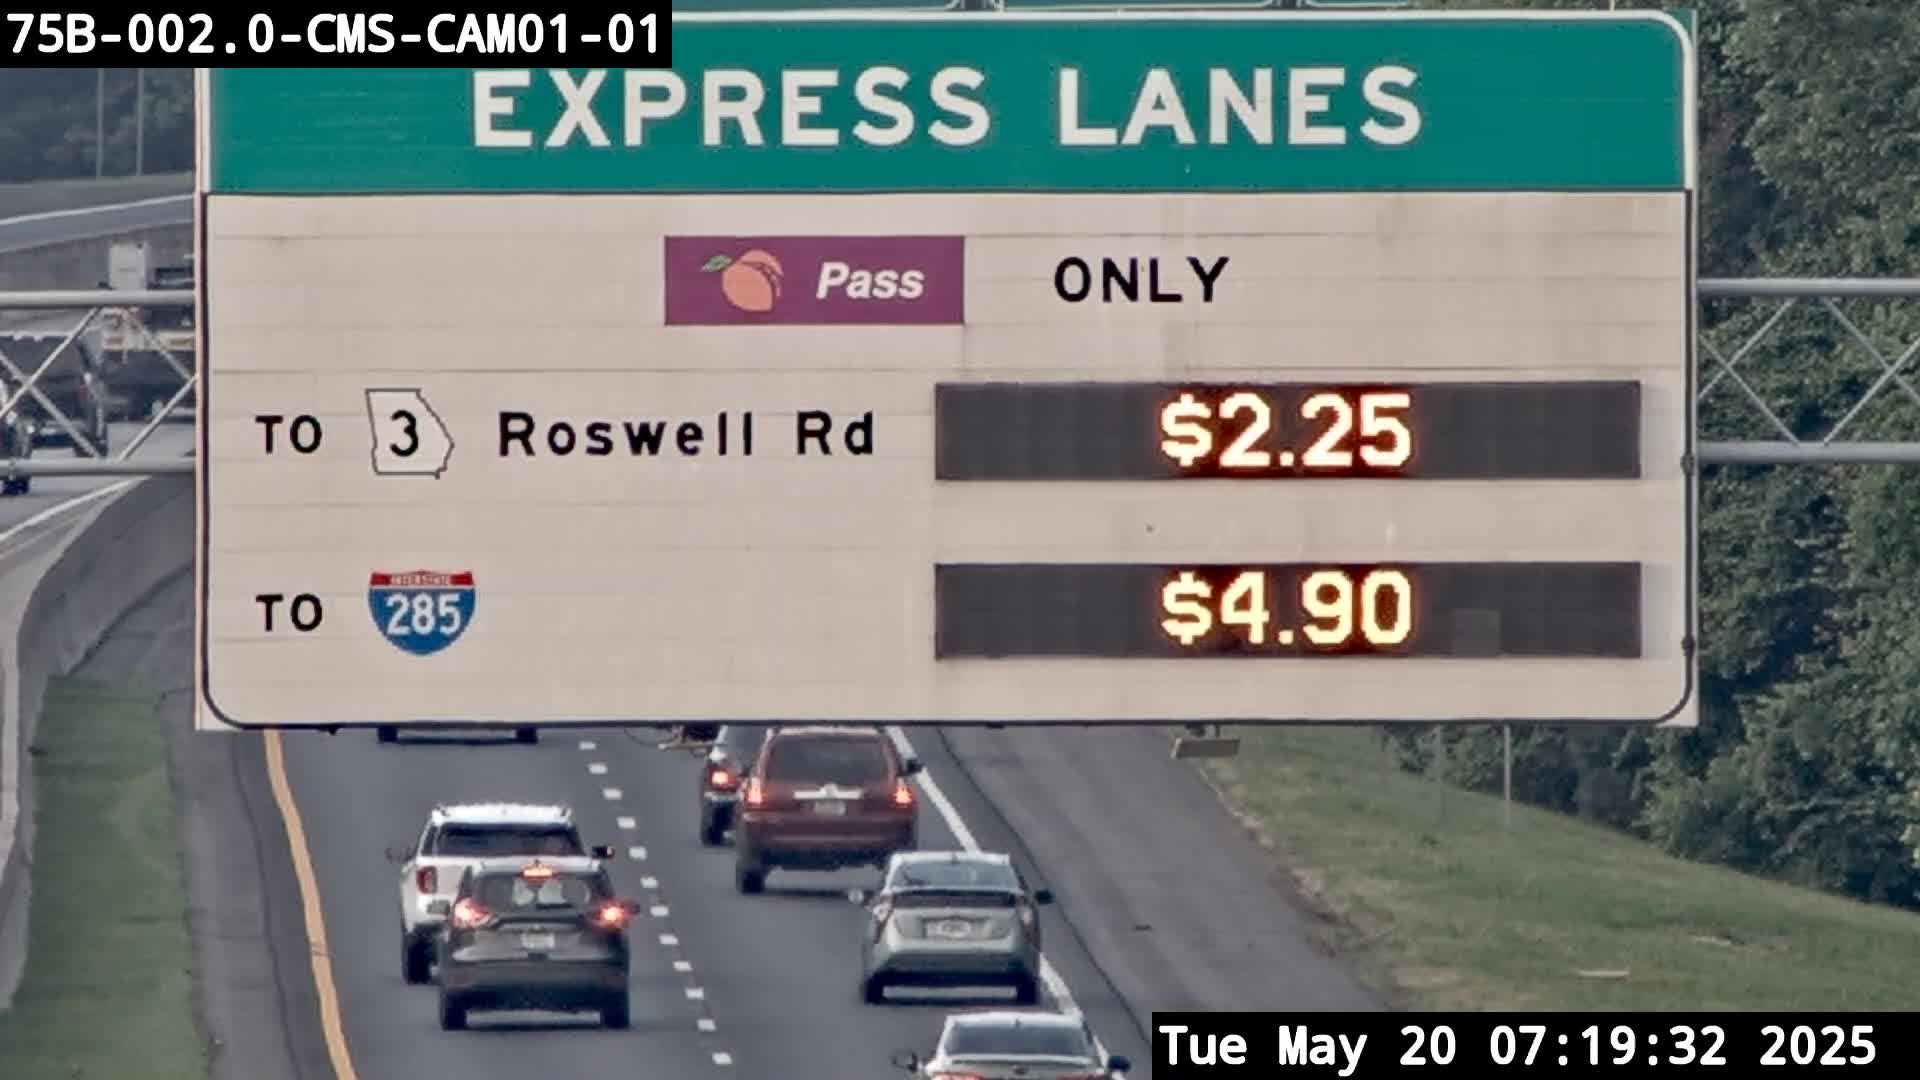 75B-002.0-CMS-CAM01-01
EXPRESS LANES
Pass ONLY
TO 3 Roswell Rd $2.25
TO INTERSTATE 285 $4.90
Tue May 20 07:19:32 2025